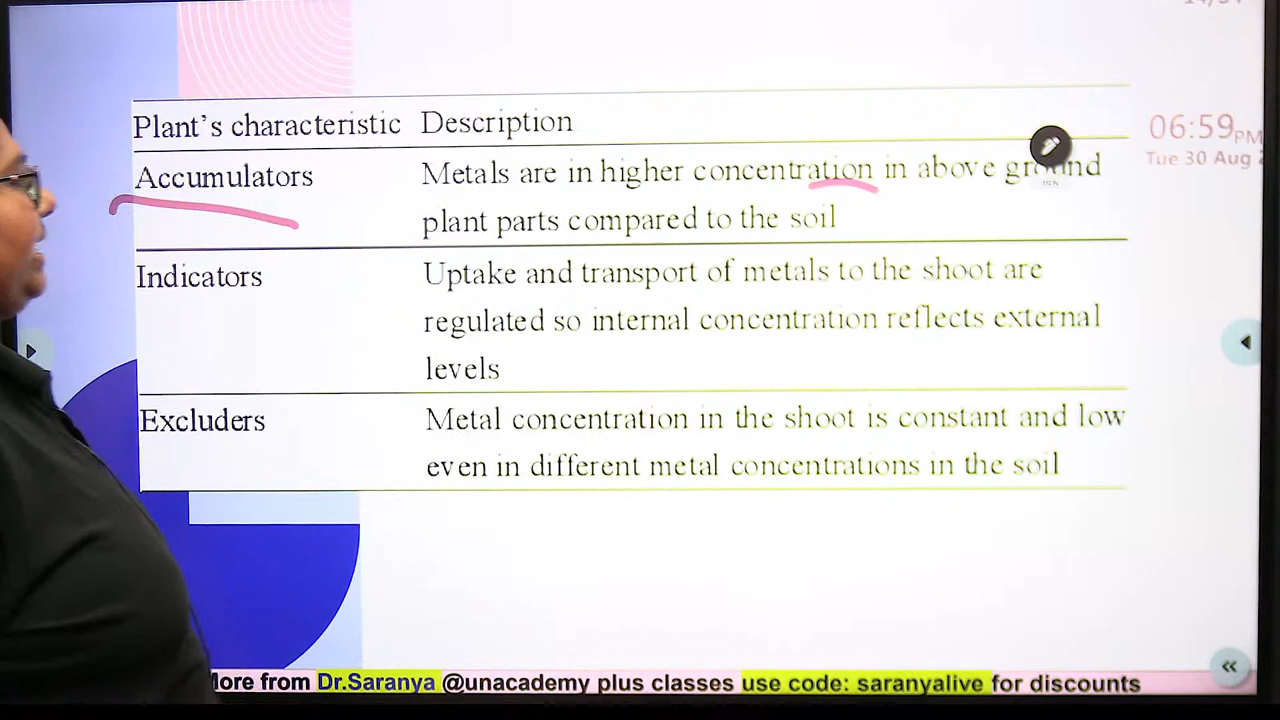 Plant's characteristic Description
06:59PM
Tue 30 Aug
Accumulators Metals are in higher concentration in above ground
plant parts compared to the soil
Indicators Uptake and transport of metals to the shoot are
regulated so internal concentration reflects external
levels
Excluders Metal concentration in the shoot is constant and low
even in different metal concentrations in the soil
from Dr.Saranya @unacademy plus classes use code: saranyalive for discounts